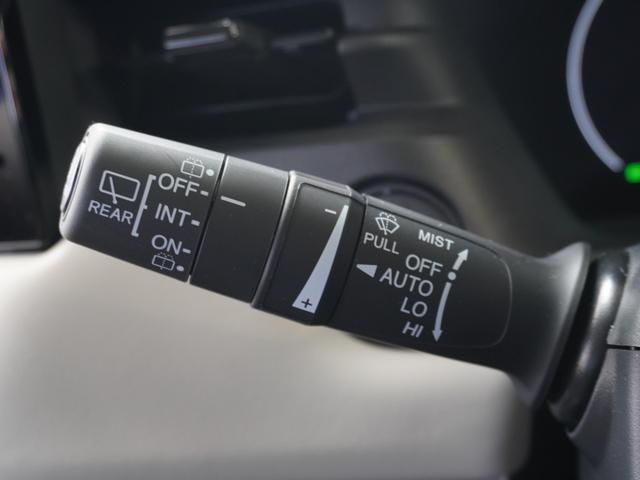 OFF-
REAR
INT-
ON-
-
+
PULL
MIST
OFF
AUTO
LO
HI